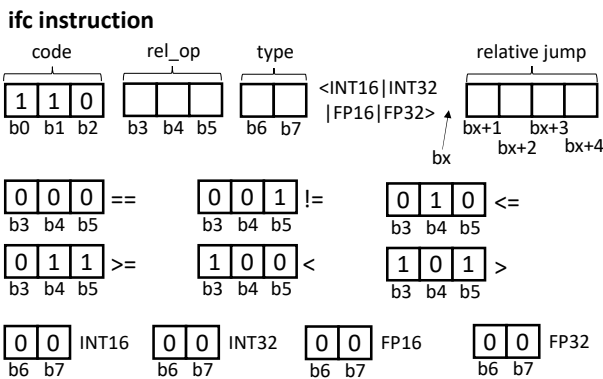 ifc instruction
code rel_op type relative jump
1 1 0 <INT16|INT32
|FP16|FP32>
b0 b1 b2 b3 b4 b5 b6 b7 bx bx+1 bx+2 bx+3 bx+4
0 0 0 == 0 0 1 != 0 1 0 <=
b3 b4 b5 b3 b4 b5 b3 b4 b5
0 1 1 >= 1 0 0 < 1 0 1 >
b3 b4 b5 b3 b4 b5 b3 b4 b5
0 0 INT16 0 0 INT32 0 0 FP16 0 0 FP32
b6 b7 b6 b7 b6 b7 b6 b7